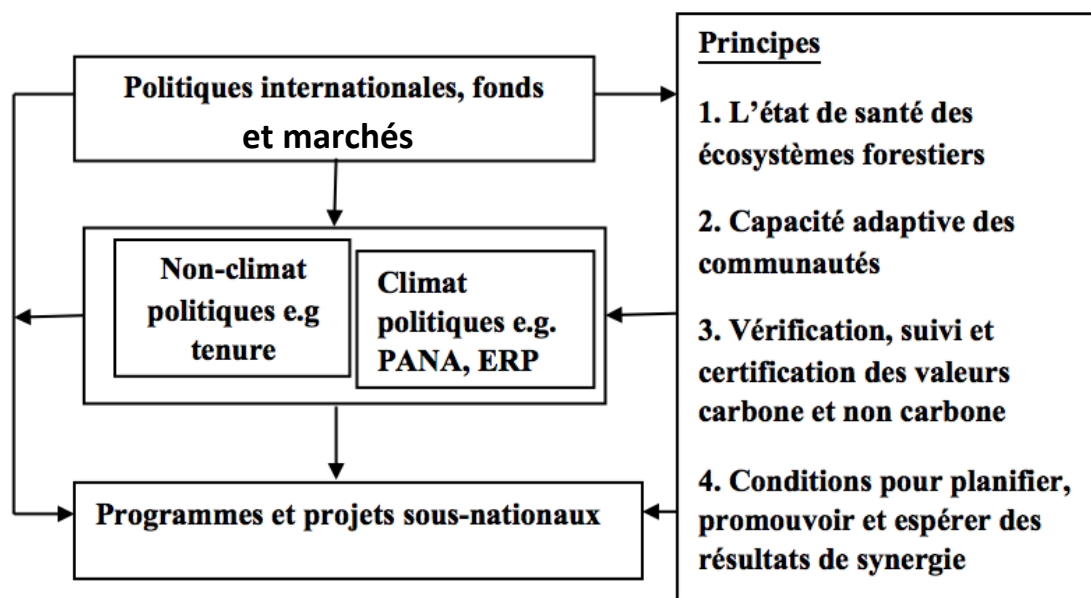 Politiques internationales, fonds
et marchés
Non-climat
politiques e.g
tenure
Climat
politiques e.g.
PANA, ERP
Programmes et projets sous-nationaux
Principes
1. L’état de santé des
écosystèmes forestiers
2. Capacité adaptive des
communautés
3. Vérification, suivi et
certification des valeurs
carbone et non carbone
4. Conditions pour planifier,
promouvoir et espérer des
résultats de synergie